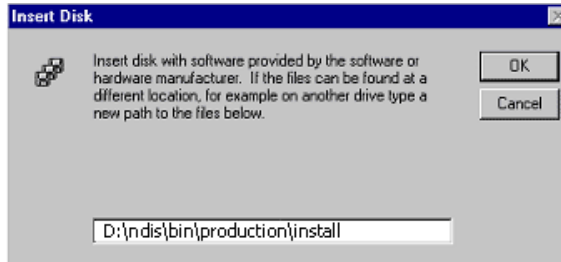 Insert Disk
Insert disk with software provided by the software or
hardware manufacturer. If the files can be found at a
different location, for example on another drive type a
new path to the files below.
OK
Cancel
D:\ndis\bin\production\install